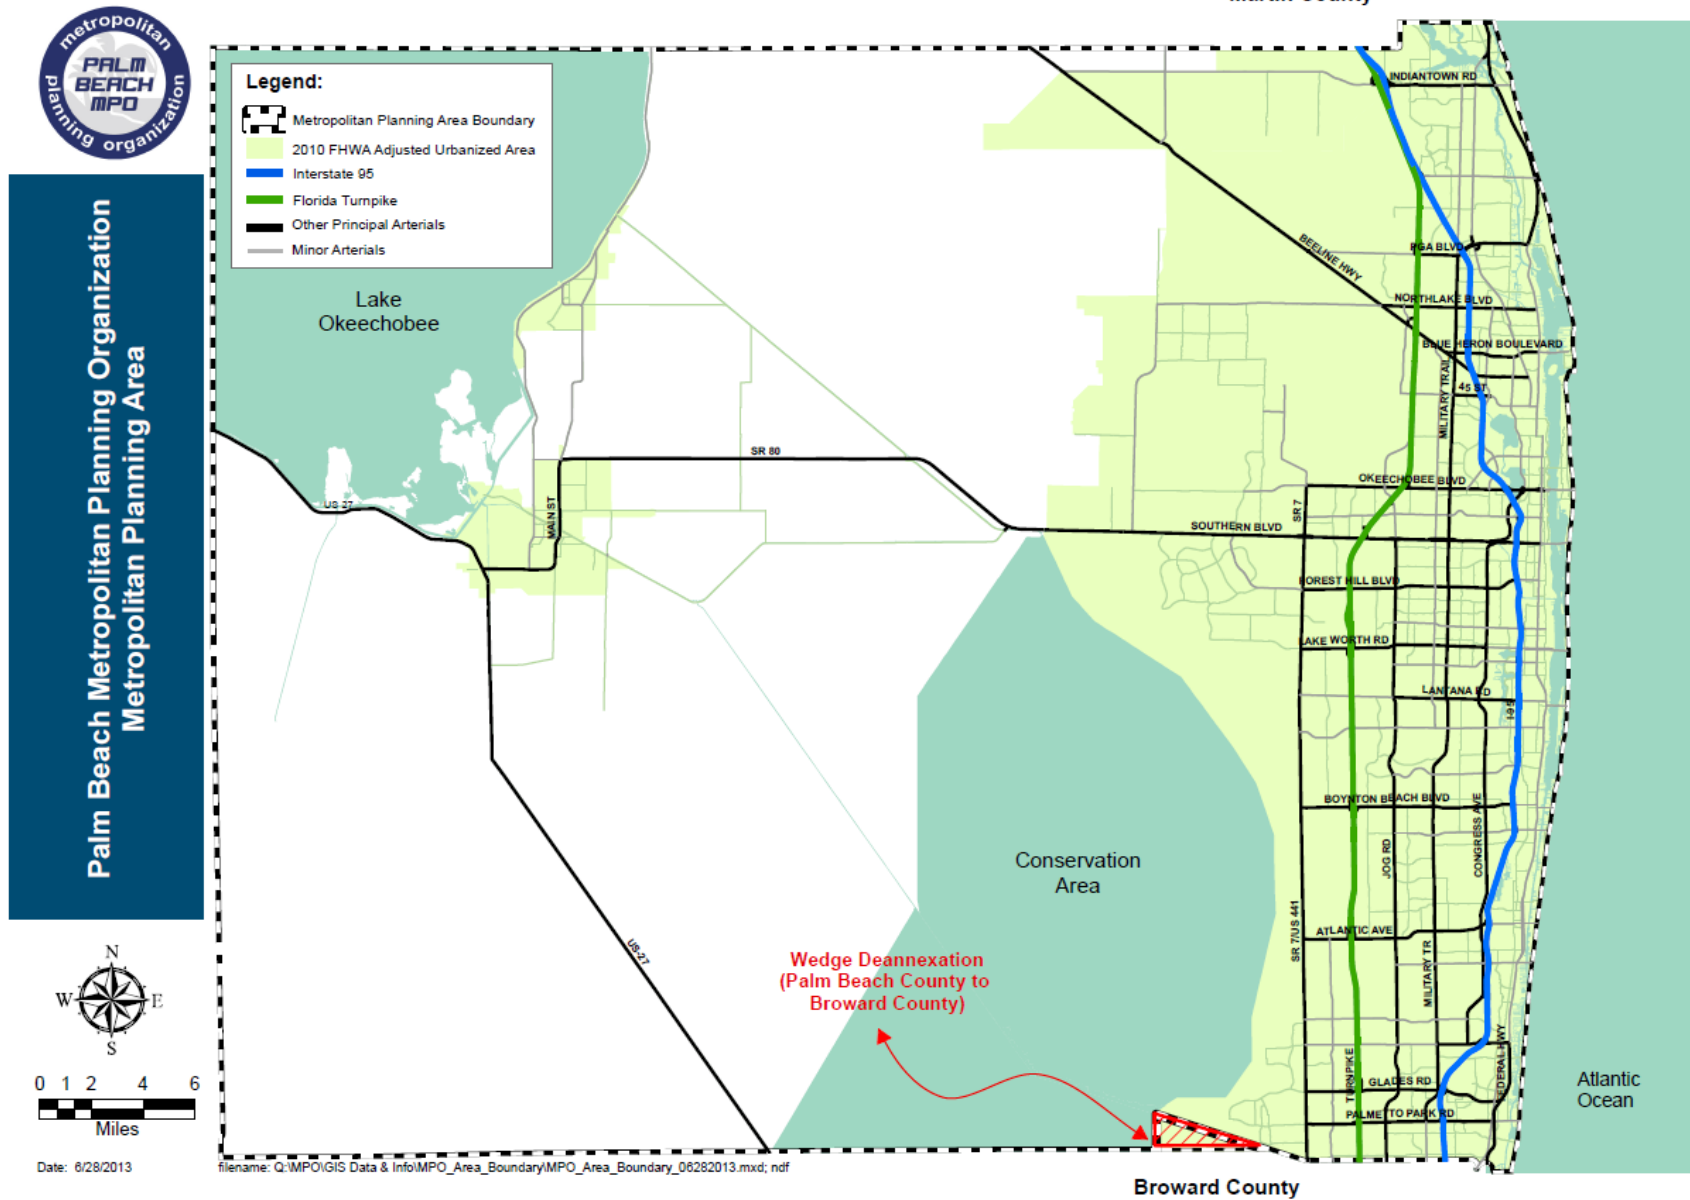 Martin County
metropolitan
PALM
BEACH
MPO
planning organization
Palm Beach Metropolitan Planning Organization
Metropolitan Planning Area
Legend:
Metropolitan Planning Area Boundary
2010 FHWA Adjusted Urbanized Area
Interstate 95
Florida Turnpike
Other Principal Arterials
Minor Arterials
Lake
Okeechobee
INDIANTOWN RD
BEELINE HWY
PGA BLVD
NORTHLAKE BLVD
BLUE HERON BOULEVARD
MILITARY TRAIL
45 ST
SR 80
OKEECHOBEE BLVD
SR 7
US 27
MAIN ST
SOUTHERN BLVD
FOREST HILL BLVD
LAKE WORTH RD
LANTANA RD
I-95
BOYNTON BEACH BLVD
CONGRESS AVE
JOG RD
Conservation
Area
SR 7/US 441
ATLANTIC AVE
MILITARY TR
US-27
Wedge Deannexation
(Palm Beach County to
Broward County)
TURNPIKE
GLADES RD
FEDERAL HWY
PALMETTO PARK RD
Atlantic
Ocean
N
W
E
S
0 1 2 4 6
Miles
Date: 6/28/2013
filename: Q:\MPO\GIS Data & Info\MPO_Area_Boundary\MPO_Area_Boundary_06282013.mxd; ndf
Broward County